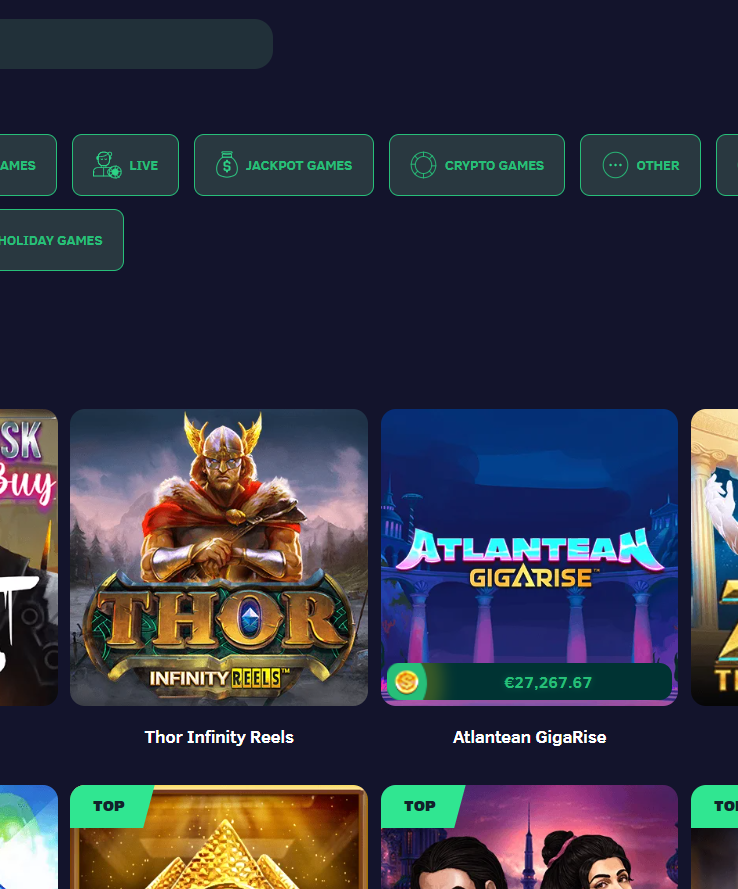 AMES
LIVE
JACKPOT GAMES
CRYPTO GAMES
OTHER
HOLIDAY GAMES
SK
Buy
T
THOR
INFINITY REELS™
ATLANTEAN
GIGARISE™
€27,267.67
Thor Infinity Reels
Atlantean GigaRise
TOP
TOP
TO